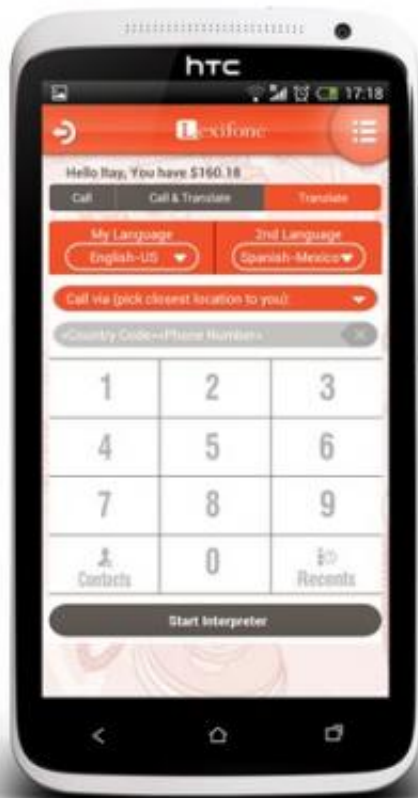 hTC
17:18
Lexifone
Hello Itay, You have $160.18
Call Call & Translate Translate
My Language 2nd Language
English-US Spanish-Mexico
Call via (pick closest location to you):
<Country Code><Phone Number>
1 2 3
4 5 6
7 8 9
Contacts 0 Recents
Start Interpreter